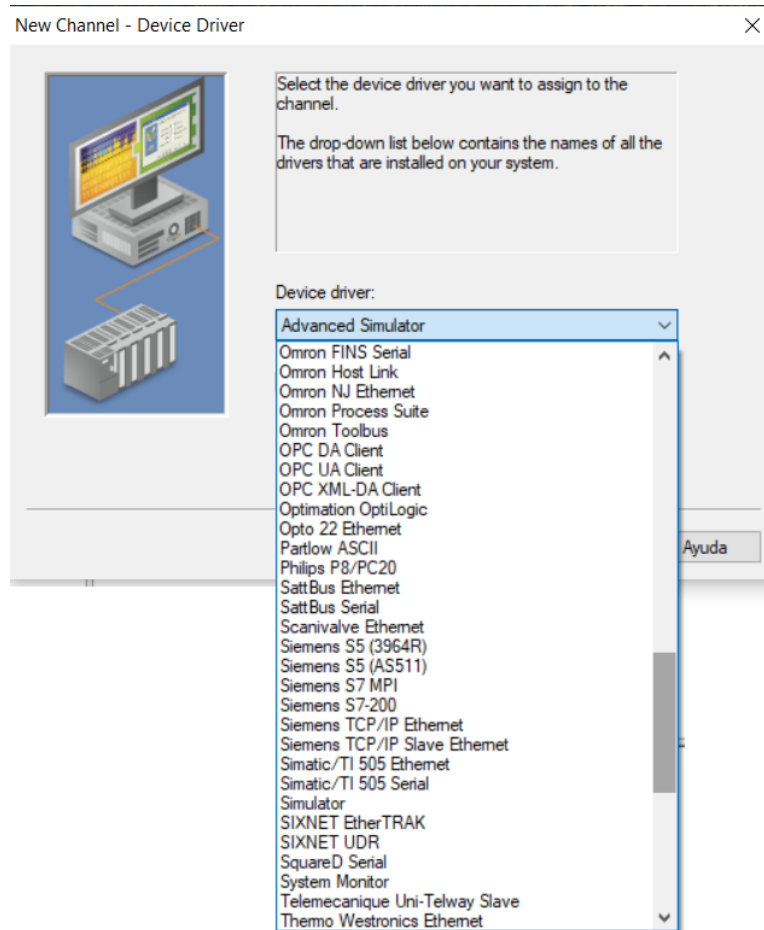 New Channel - Device Driver
Select the device driver you want to assign to the
channel.
The drop-down list below contains the names of all the
drivers that are installed on your system.
Device driver:
Advanced Simulator
Omron FINS Serial
Omron Host Link
Omron NJ Ethernet
Omron Process Suite
Omron Toolbus
OPC DA Client
OPC UA Client
OPC XML-DA Client
Optimation OptiLogic
Opto 22 Ethernet
Partlow ASCII
Philips P8/PC20
SattBus Ethernet
SattBus Serial
Scanivalve Ethernet
Siemens S5 (3964R)
Siemens S5 (AS511)
Siemens S7 MPI
Siemens S7-200
Siemens TCP/IP Ethernet
Siemens TCP/IP Slave Ethernet
Simatic/TI 505 Ethernet
Simatic/TI 505 Serial
Simulator
SIXNET EtherTRAK
SIXNET UDR
SquareD Serial
System Monitor
Telemecanique Uni-Telway Slave
Thermo Westronics Ethernet
Ayuda